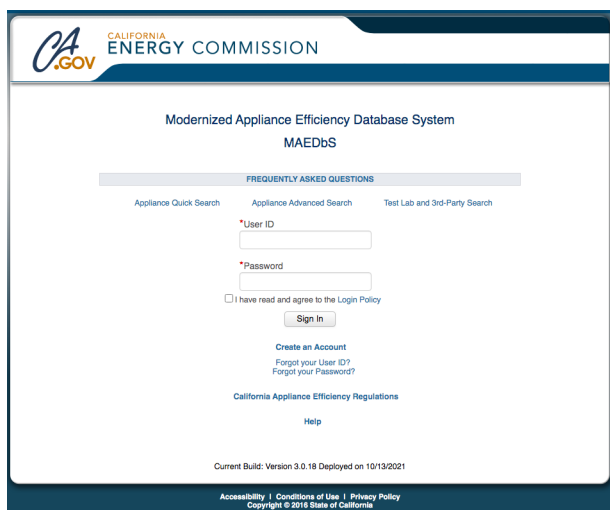 CA
.GOV
CALIFORNIA
ENERGY COMMISSION
Modernized Appliance Efficiency Database System
MAEDbS
FREQUENTLY ASKED QUESTIONS
Appliance Quick Search Appliance Advanced Search Test Lab and 3rd-Party Search
*User ID
*Password
I have read and agree to the Login Policy
Sign In
Create an Account
Forgot your User ID?
Forgot your Password?
California Appliance Efficiency Regulations
Help
Current Build: Version 3.0.18 Deployed on 10/13/2021
Accessibility | Conditions of Use | Privacy Policy
Copyright © 2016 State of California